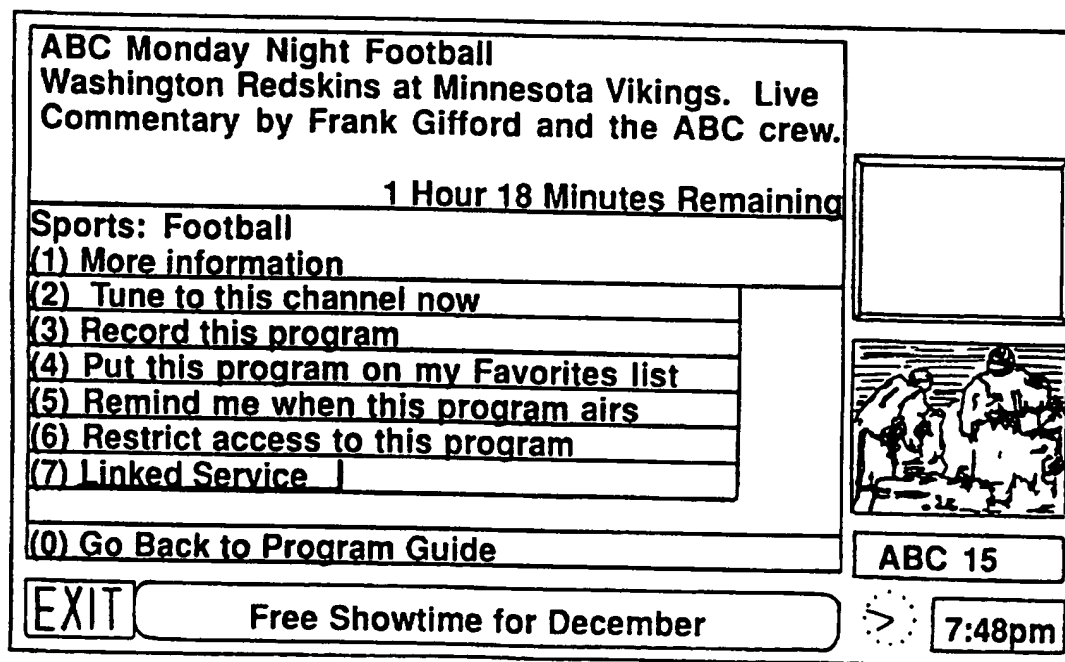 ABC Monday Night Football
Washington Redskins at Minnesota Vikings. Live
Commentary by Frank Gifford and the ABC crew.
1 Hour 18 Minutes Remaining
Sports: Football
(1) More information
(2) Tune to this channel now
(3) Record this program
(4) Put this program on my Favorites list
(5) Remind me when this program airs
(6) Restrict access to this program
(7) Linked Service
(0) Go Back to Program Guide
ABC 15
EXIT
Free Showtime for December
7:48pm